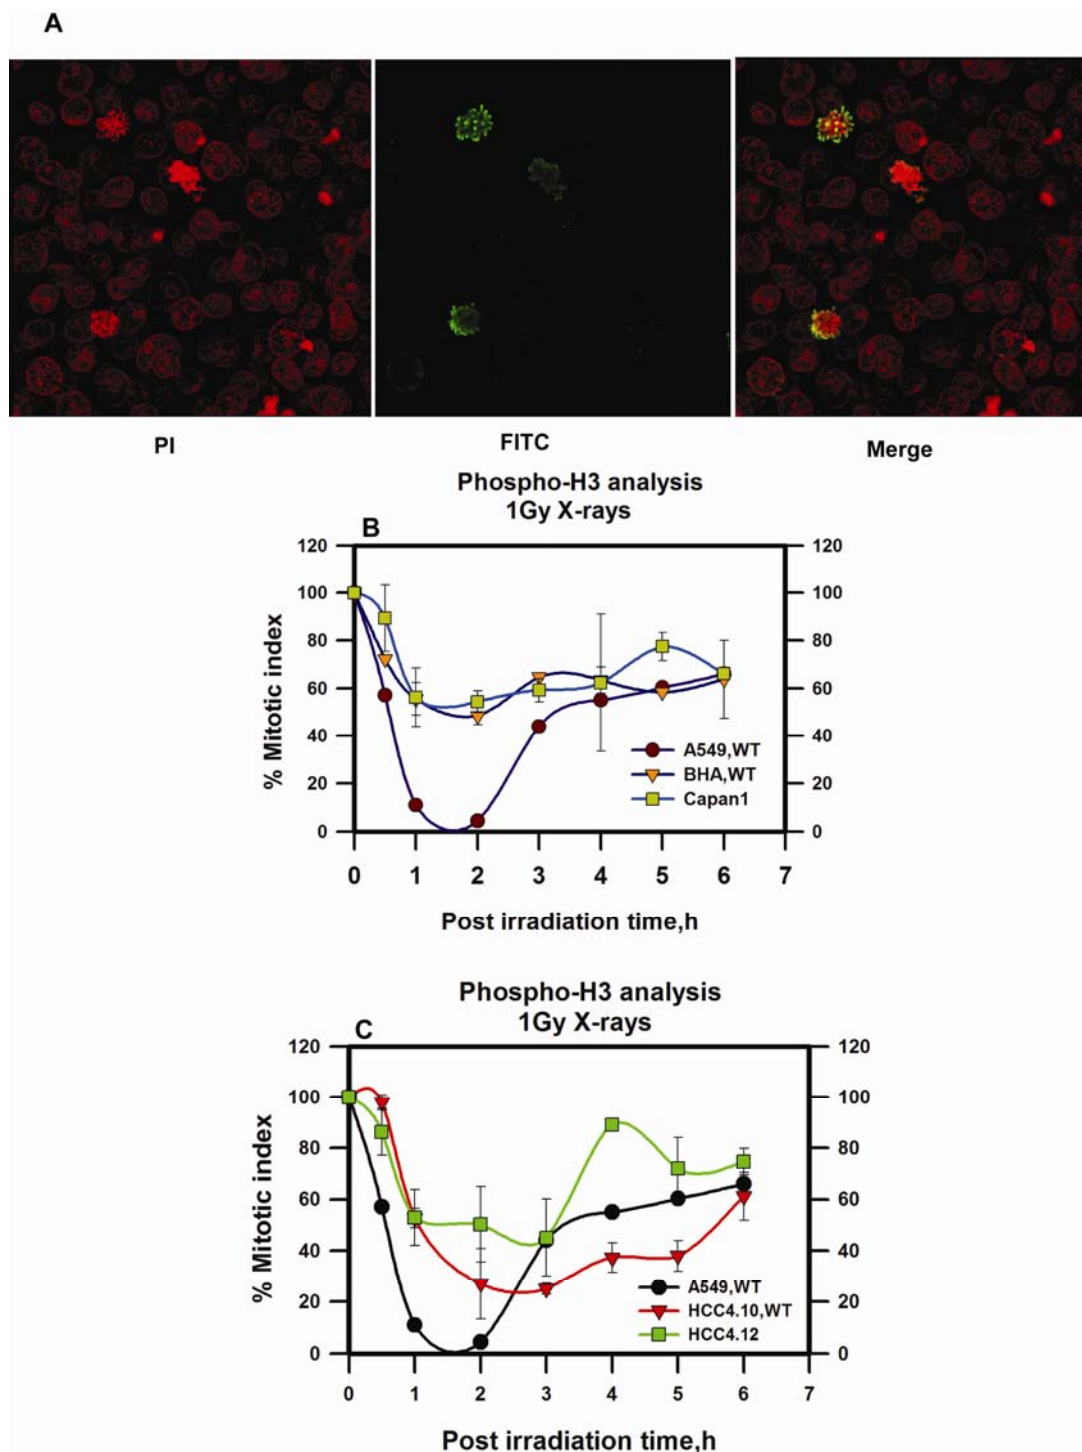 A
PI
FITC
Merge
Phospho-H3 analysis
1Gy X-rays
B
120
120
100
100
80
80
60
60
40
40
20
20
0
0
% Mitotic index
A549,WT
BHA,WT
Capan1
0 1 2 3 4 5 6 7
Post irradiation time,h
Phospho-H3 analysis
1Gy X-rays
C
120
120
100
100
80
80
60
60
40
40
20
20
0
0
% Mitotic index
A549,WT
HCC4.10,WT
HCC4.12
0 1 2 3 4 5 6 7
Post irradiation time,h